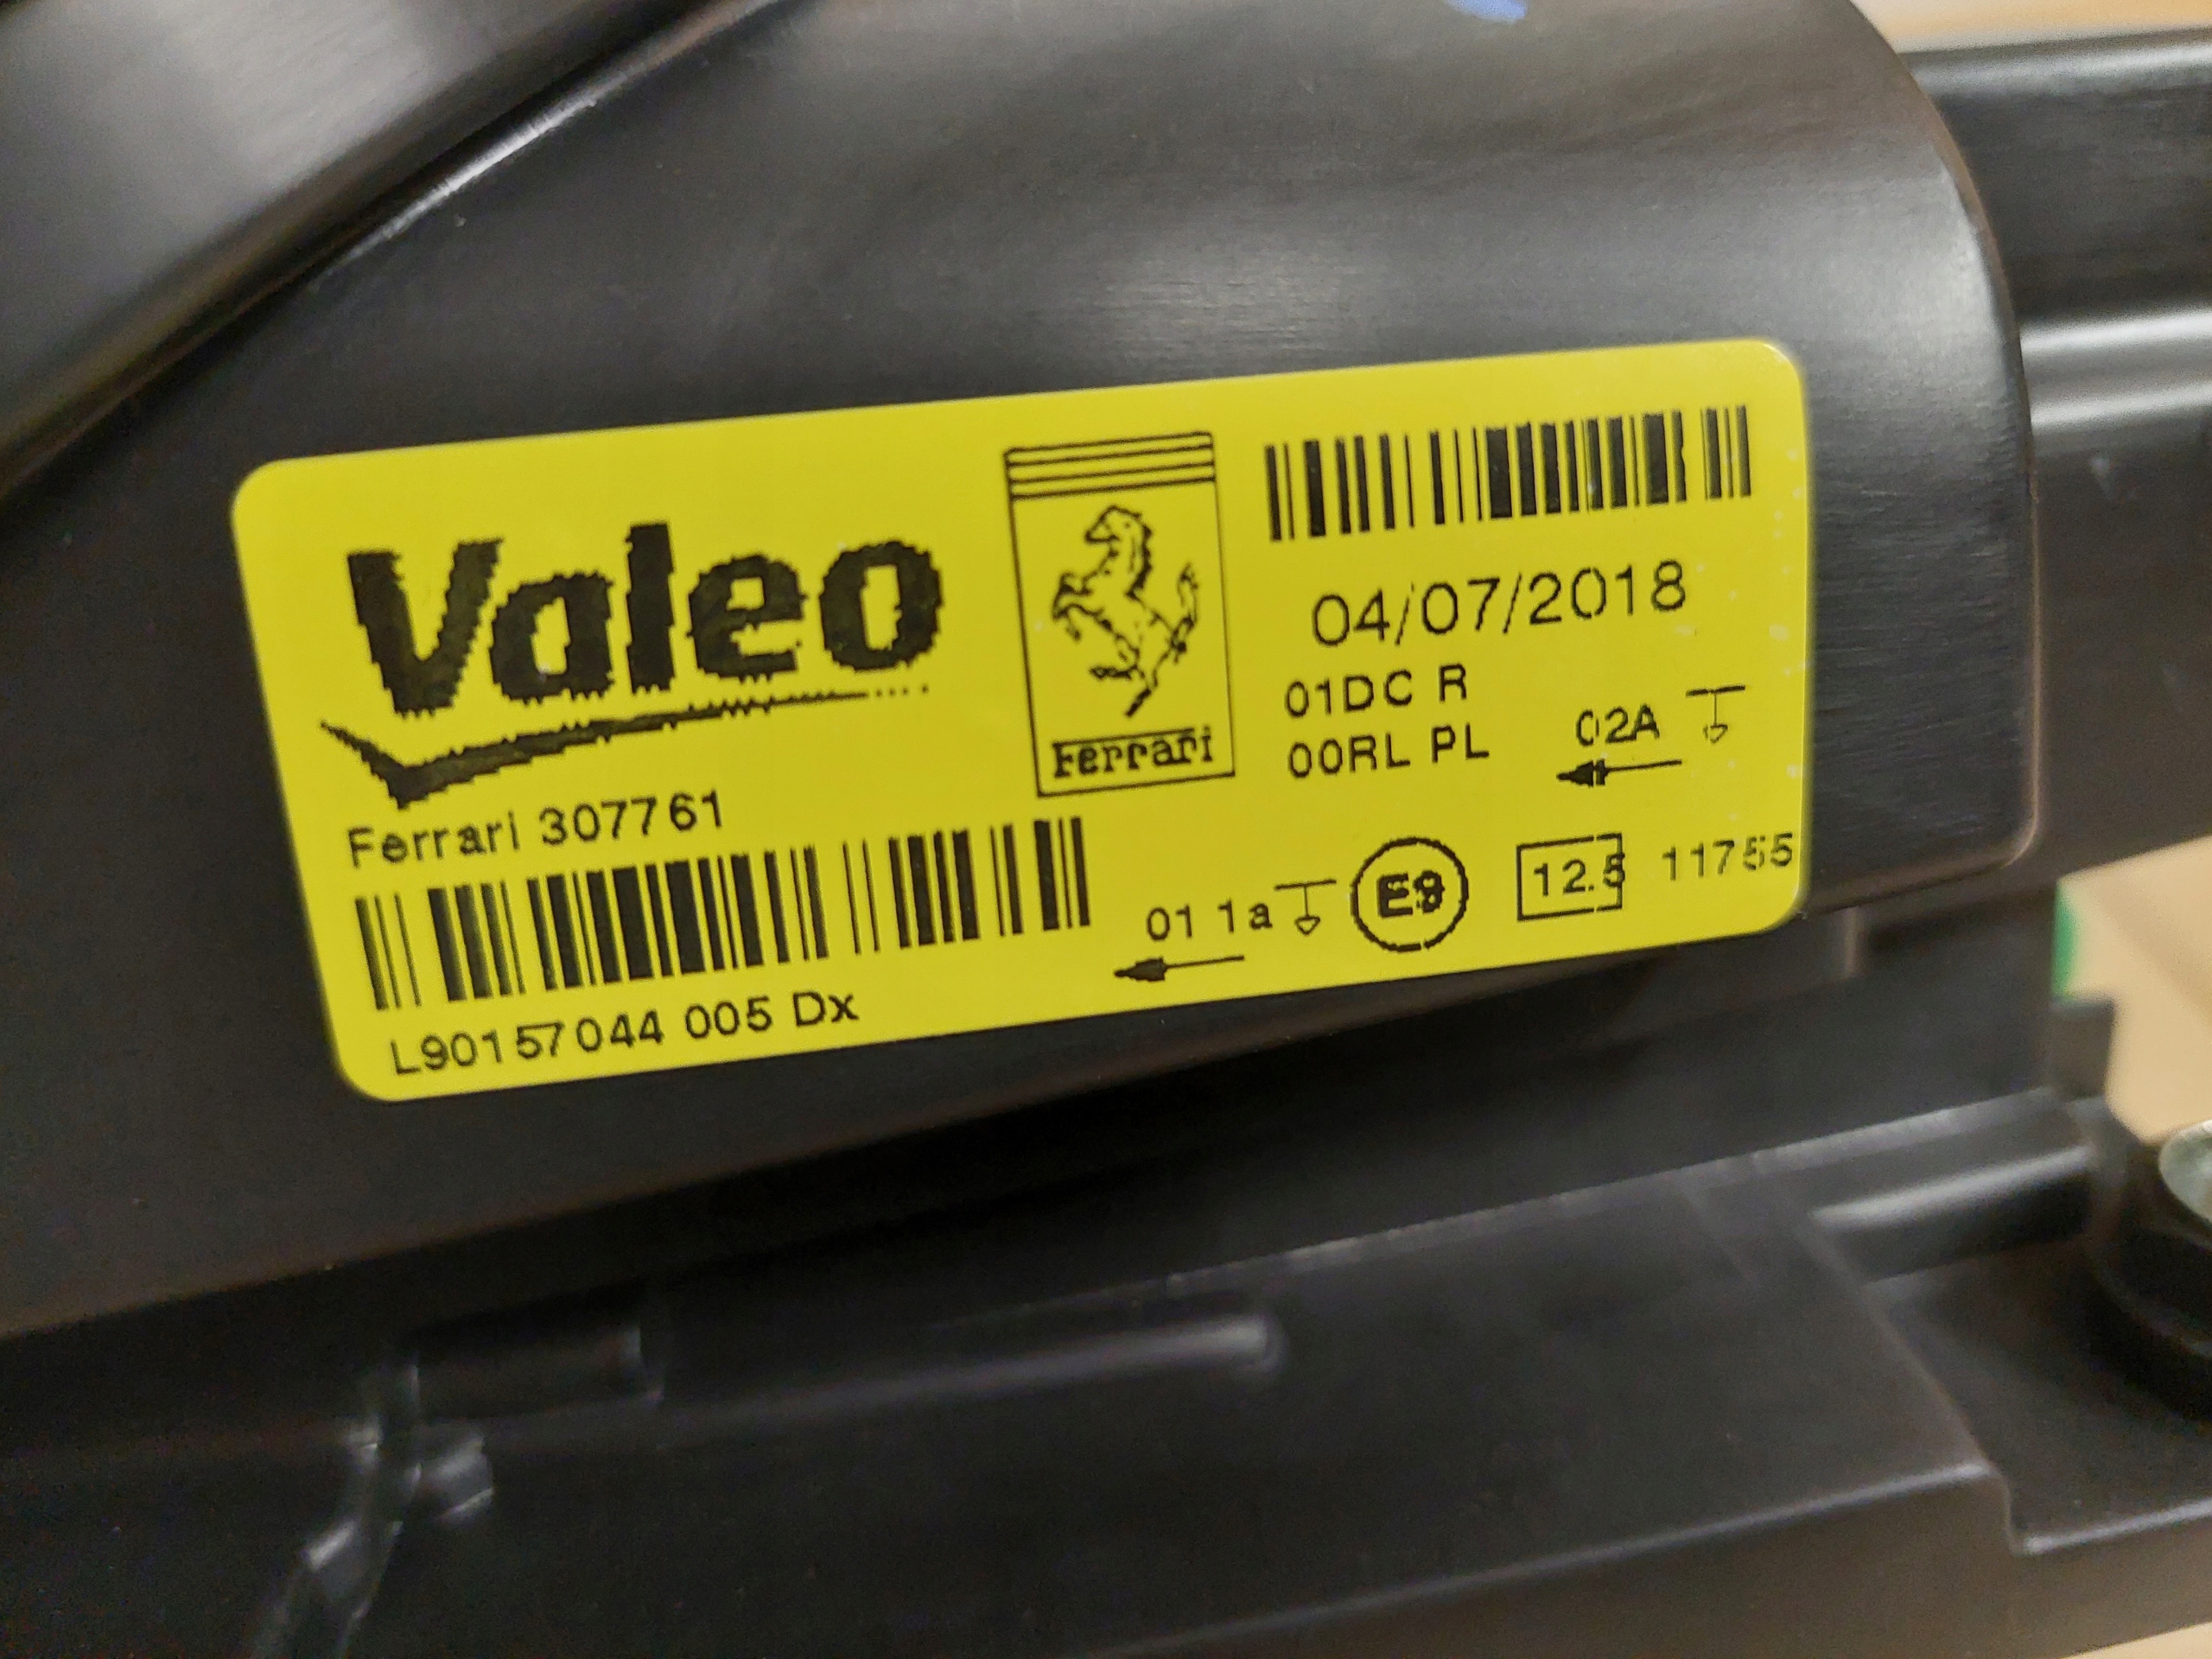 Valeo
Ferrari
04/07/2018
01DC R
00RL PL
02A
Ferrari 307761
01 1a
E9
12.5
11755
L90157044 005 Dx